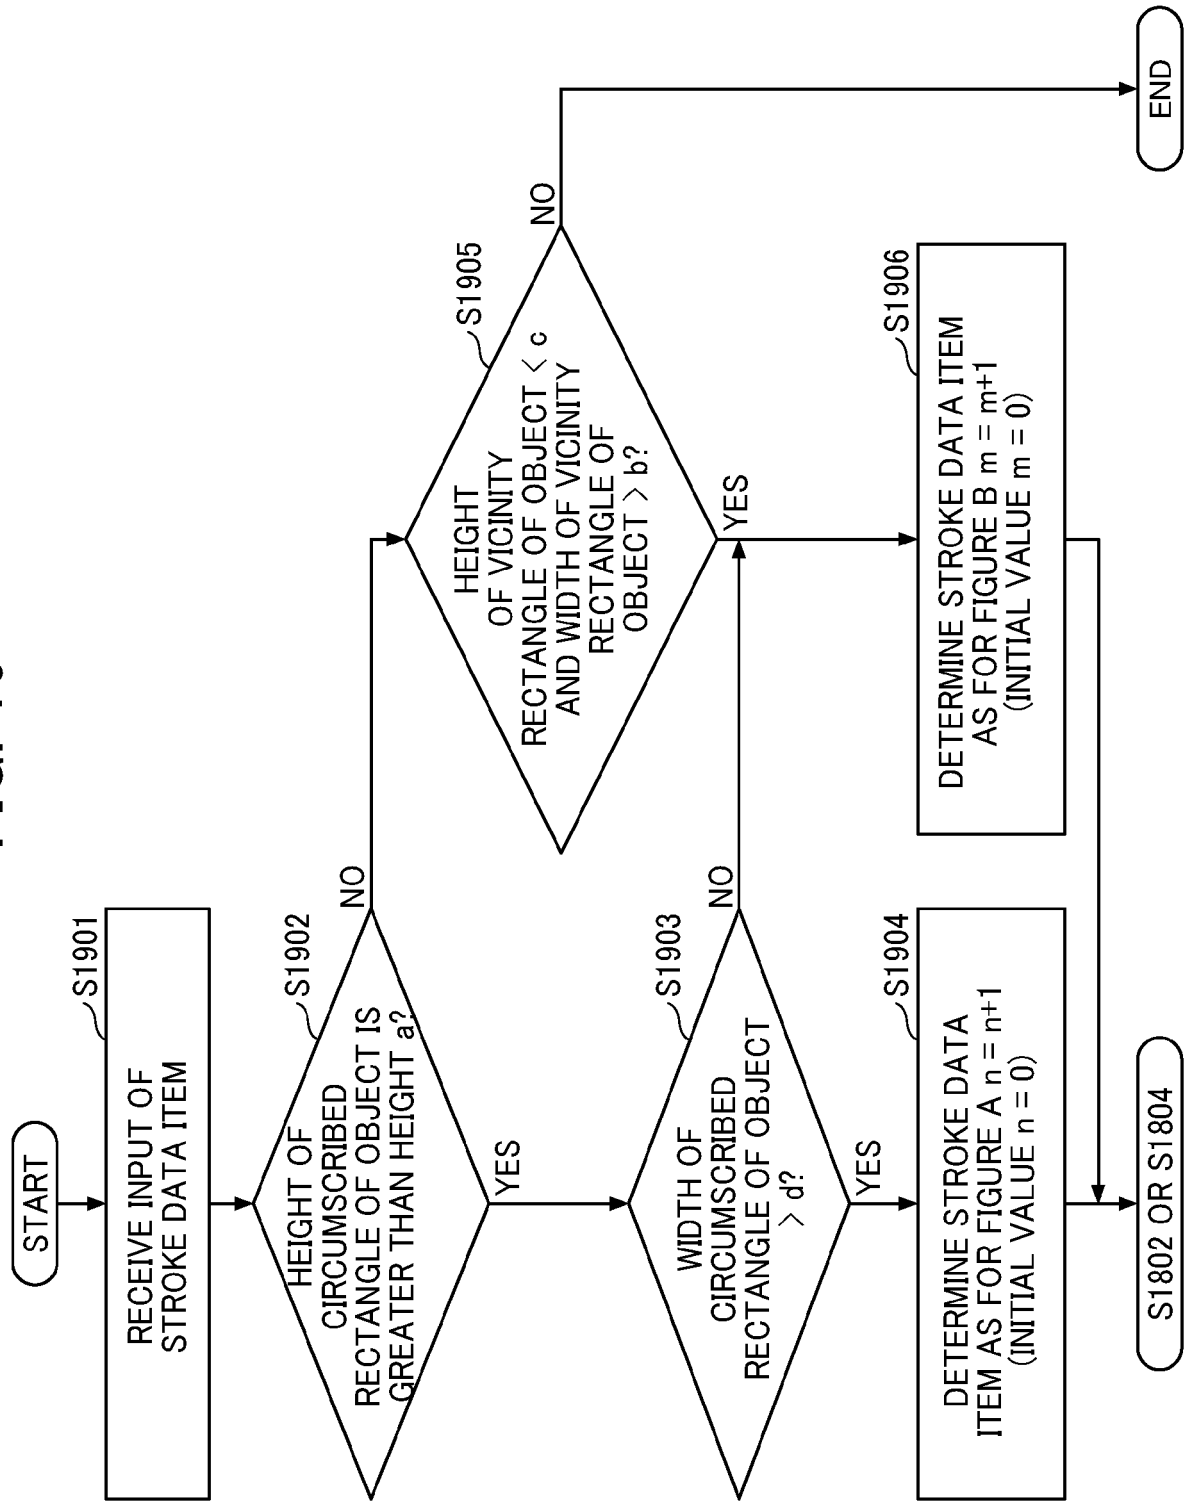 START
S1901
RECEIVE INPUT OF
STROKE DATA ITEM
S1902
HEIGHT OF
CIRCUMSCRIBED
RECTANGLE OF OBJECT IS
GREATER THAN HEIGHT a?
NO
YES
S1903
WIDTH OF
CIRCUMSCRIBED
RECTANGLE OF OBJECT
> d?
NO
YES
S1904
DETERMINE STROKE DATA
ITEM AS FOR FIGURE A n = n+1
(INITIAL VALUE n = 0)
S1802 OR S1804
S1905
HEIGHT
OF VICINITY
RECTANGLE OF OBJECT < c
AND WIDTH OF VICINITY
RECTANGLE OF
OBJECT > b?
NO
YES
S1906
DETERMINE STROKE DATA ITEM
AS FOR FIGURE B m = m+1
(INITIAL VALUE m = 0)
END